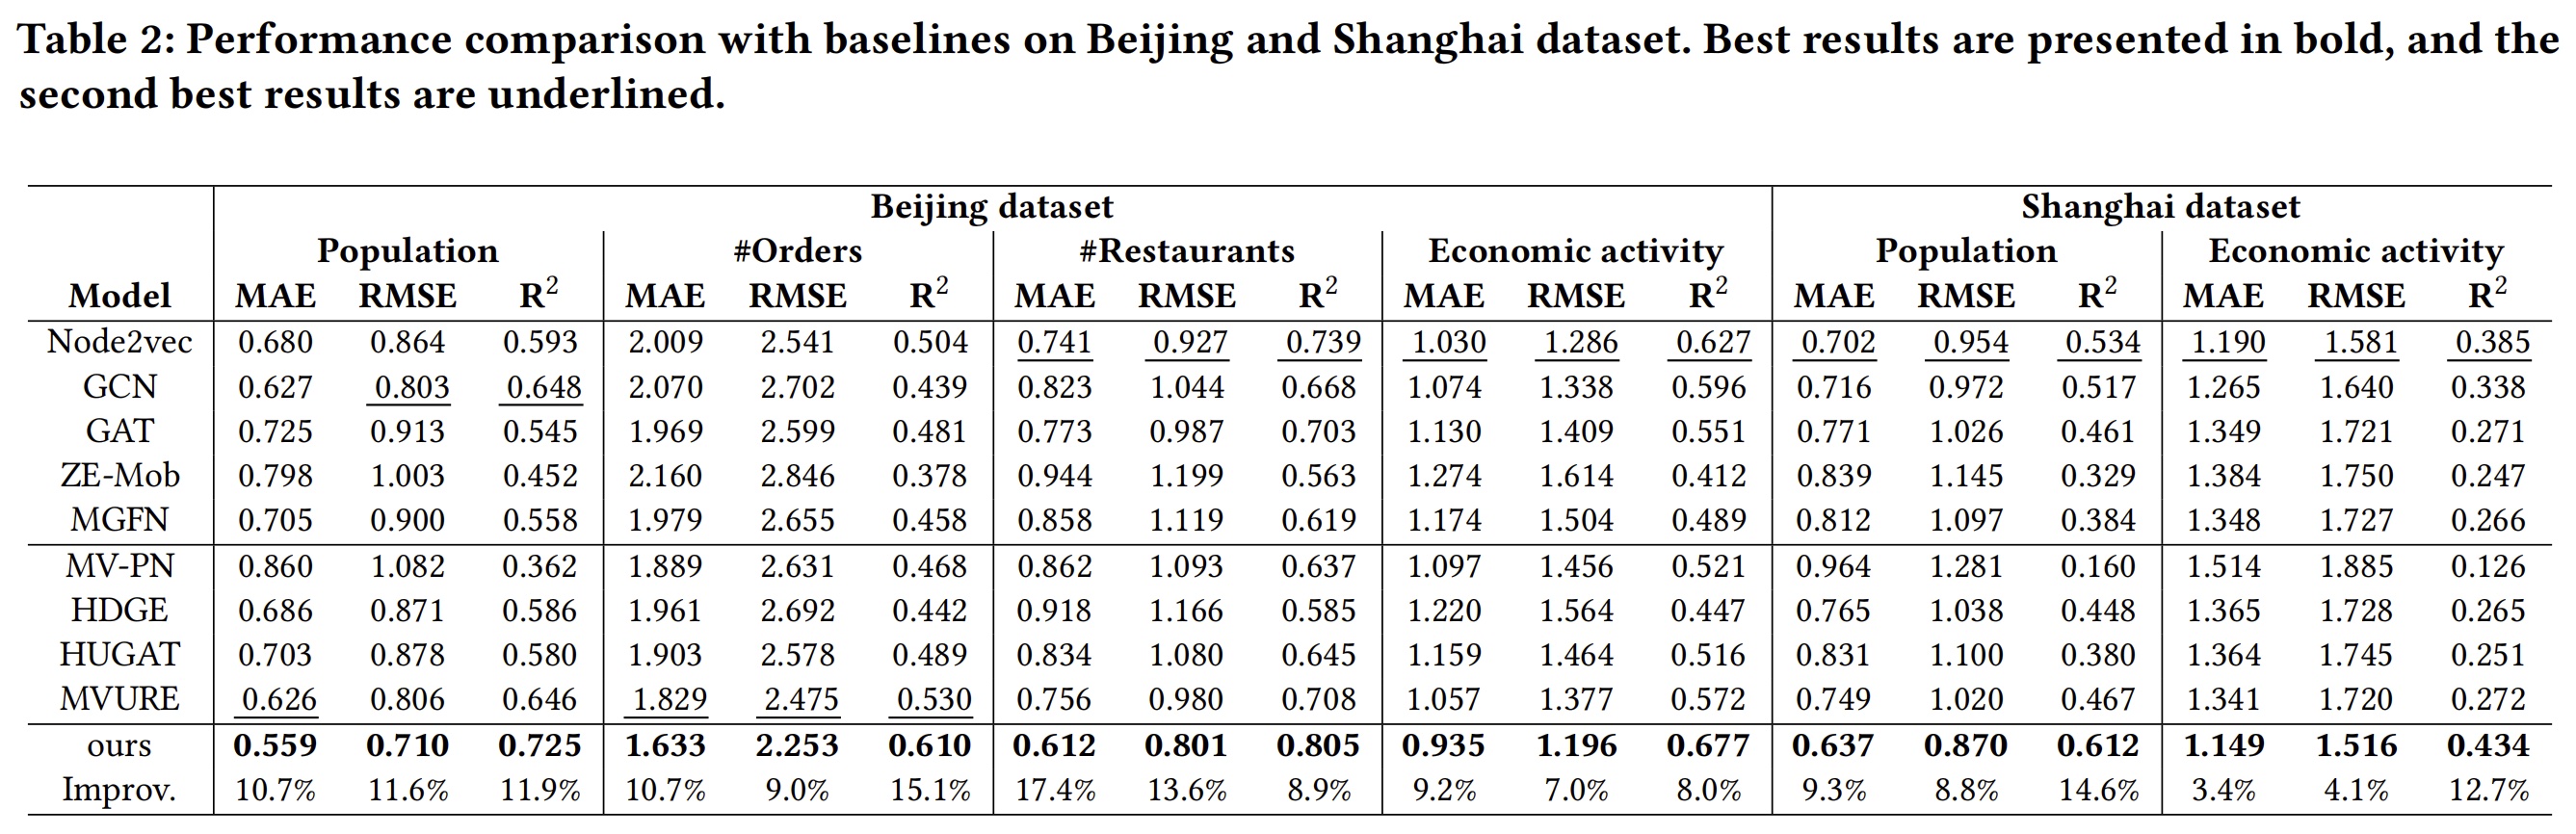 Table 2: Performance comparison with baselines on Beijing and Shanghai dataset. Best results are presented in bold, and the
second best results are underlined.
Beijing dataset Shanghai dataset
Population #Orders #Restaurants Economic activity Population Economic activity
Model MAE RMSE R² MAE RMSE R² MAE RMSE R² MAE RMSE R² MAE RMSE R² MAE RMSE R²
Node2vec 0.680 0.864 0.593 2.009 2.541 0.504 0.741 0.927 0.739 1.030 1.286 0.627 0.702 0.954 0.534 1.190 1.581 0.385
GCN 0.627 0.803 0.648 2.070 2.702 0.439 0.823 1.044 0.668 1.074 1.338 0.596 0.716 0.972 0.517 1.265 1.640 0.338
GAT 0.725 0.913 0.545 1.969 2.599 0.481 0.773 0.987 0.703 1.130 1.409 0.551 0.771 1.026 0.461 1.349 1.721 0.271
ZE-Mob 0.798 1.003 0.452 2.160 2.846 0.378 0.944 1.199 0.563 1.274 1.614 0.412 0.839 1.145 0.329 1.384 1.750 0.247
MGFN 0.705 0.900 0.558 1.979 2.655 0.458 0.858 1.119 0.619 1.174 1.504 0.489 0.812 1.097 0.384 1.348 1.727 0.266
MV-PN 0.860 1.082 0.362 1.889 2.631 0.468 0.862 1.093 0.637 1.097 1.456 0.521 0.964 1.281 0.160 1.514 1.885 0.126
HDGE 0.686 0.871 0.586 1.961 2.692 0.442 0.918 1.166 0.585 1.220 1.564 0.447 0.765 1.038 0.448 1.365 1.728 0.265
HUGAT 0.703 0.878 0.580 1.903 2.578 0.489 0.834 1.080 0.645 1.159 1.464 0.516 0.831 1.100 0.380 1.364 1.745 0.251
MVURE 0.626 0.806 0.646 1.829 2.475 0.530 0.756 0.980 0.708 1.057 1.377 0.572 0.749 1.020 0.467 1.341 1.720 0.272
ours 0.559 0.710 0.725 1.633 2.253 0.610 0.612 0.801 0.805 0.935 1.196 0.677 0.637 0.870 0.612 1.149 1.516 0.434
Improv. 10.7% 11.6% 11.9% 10.7% 9.0% 15.1% 17.4% 13.6% 8.9% 9.2% 7.0% 8.0% 9.3% 8.8% 14.6% 3.4% 4.1% 12.7%